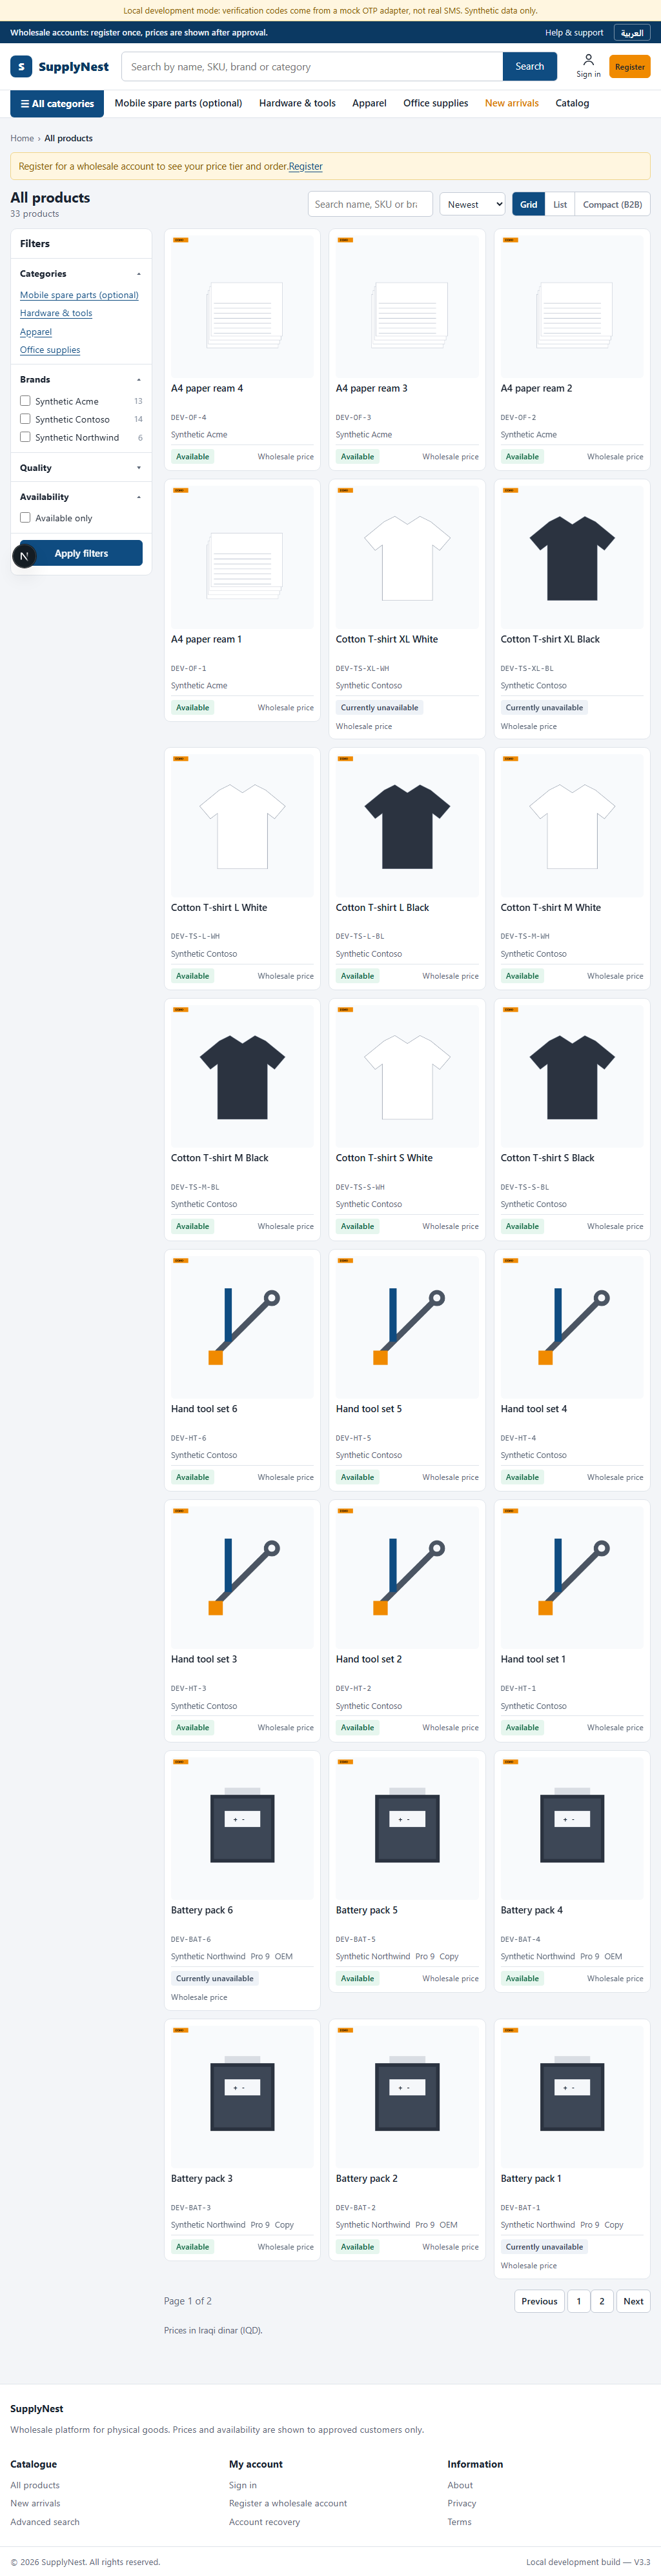 Local development mode: verification codes come from a mock OTP adapter, not real SMS. Synthetic data only.
Wholesale accounts: register once, prices are shown after approval.
Help & support
العربية
S SupplyNest
Search by name, SKU, brand or category
Search
Sign in
Register
☰ All categories
Mobile spare parts (optional)
Hardware & tools
Apparel
Office supplies
New arrivals
Catalog
Home › All products
Register for a wholesale account to see your price tier and order.Register
All products
33 products
Search name, SKU or bra
Newest
Grid
List
Compact (B2B)
Filters
Categories
Mobile spare parts (optional)
Hardware & tools
Apparel
Office supplies
Brands
Synthetic Acme 13
Synthetic Contoso 14
Synthetic Northwind 6
Quality
Availability
Available only
N
Apply filters
A4 paper ream 4
DEV-OF-4
Synthetic Acme
Available Wholesale price
A4 paper ream 3
DEV-OF-3
Synthetic Acme
Available Wholesale price
A4 paper ream 2
DEV-OF-2
Synthetic Acme
Available Wholesale price
A4 paper ream 1
DEV-OF-1
Synthetic Acme
Available Wholesale price
Cotton T-shirt XL White
DEV-TS-XL-WH
Synthetic Contoso
Currently unavailable
Wholesale price
Cotton T-shirt XL Black
DEV-TS-XL-BL
Synthetic Contoso
Currently unavailable
Wholesale price
Cotton T-shirt L White
DEV-TS-L-WH
Synthetic Contoso
Available Wholesale price
Cotton T-shirt L Black
DEV-TS-L-BL
Synthetic Contoso
Available Wholesale price
Cotton T-shirt M White
DEV-TS-M-WH
Synthetic Contoso
Available Wholesale price
Cotton T-shirt M Black
DEV-TS-M-BL
Synthetic Contoso
Available Wholesale price
Cotton T-shirt S White
DEV-TS-S-WH
Synthetic Contoso
Available Wholesale price
Cotton T-shirt S Black
DEV-TS-S-BL
Synthetic Contoso
Available Wholesale price
Hand tool set 6
DEV-HT-6
Synthetic Contoso
Available Wholesale price
Hand tool set 5
DEV-HT-5
Synthetic Contoso
Available Wholesale price
Hand tool set 4
DEV-HT-4
Synthetic Contoso
Available Wholesale price
Hand tool set 3
DEV-HT-3
Synthetic Contoso
Available Wholesale price
Hand tool set 2
DEV-HT-2
Synthetic Contoso
Available Wholesale price
Hand tool set 1
DEV-HT-1
Synthetic Contoso
Available Wholesale price
+ -
Battery pack 6
DEV-BAT-6
Synthetic Northwind Pro 9 OEM
Currently unavailable
Wholesale price
+ -
Battery pack 5
DEV-BAT-5
Synthetic Northwind Pro 9 Copy
Available Wholesale price
+ -
Battery pack 4
DEV-BAT-4
Synthetic Northwind Pro 9 OEM
Available Wholesale price
+ -
Battery pack 3
DEV-BAT-3
Synthetic Northwind Pro 9 Copy
Available Wholesale price
+ -
Battery pack 2
DEV-BAT-2
Synthetic Northwind Pro 9 OEM
Available Wholesale price
+ -
Battery pack 1
DEV-BAT-1
Synthetic Northwind Pro 9 Copy
Currently unavailable
Wholesale price
Page 1 of 2
Previous 1 2 Next
Prices in Iraqi dinar (IQD).
SupplyNest
Wholesale platform for physical goods. Prices and availability are shown to approved customers only.
Catalogue
All products
New arrivals
Advanced search
My account
Sign in
Register a wholesale account
Account recovery
Information
About
Privacy
Terms
© 2026 SupplyNest. All rights reserved.
Local development build — V3.3